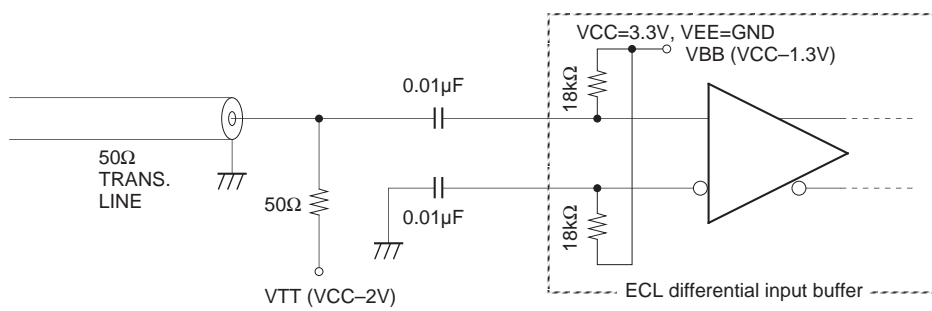 VCC=3.3V, VEE=GND
VBB (VCC–1.3V)
0.01µF
18kΩ
50Ω
TRANS.
LINE
50Ω
0.01µF
18kΩ
VTT (VCC–2V)
ECL differential input buffer